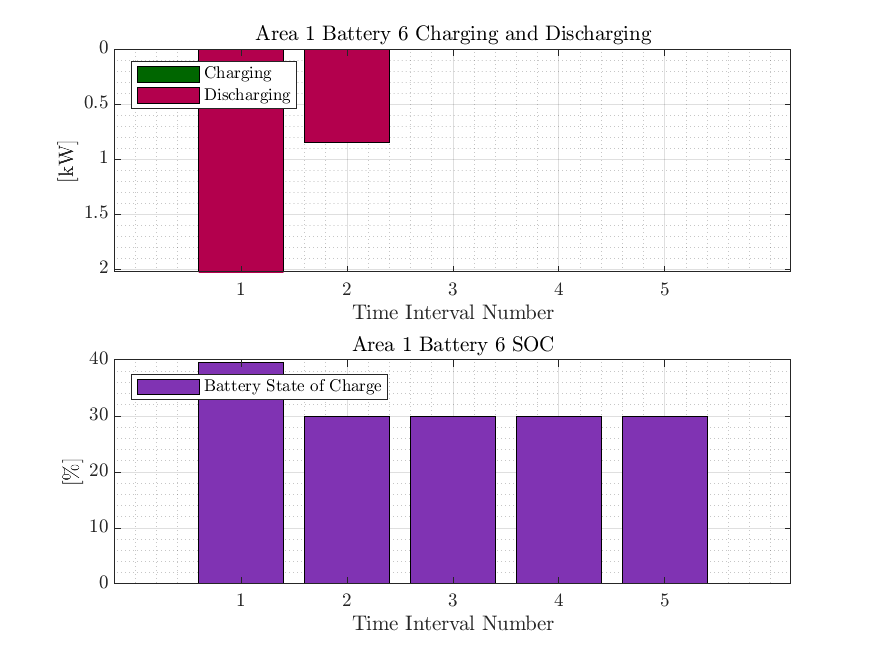 Area 1 Battery 6 Charging and Discharging
0
0.5
1
1.5
2
[kW]
Charging
Discharging
1 2 3 4 5
Time Interval Number
Area 1 Battery 6 SOC
40
30
20
10
0
[%]
Battery State of Charge
1 2 3 4 5
Time Interval Number